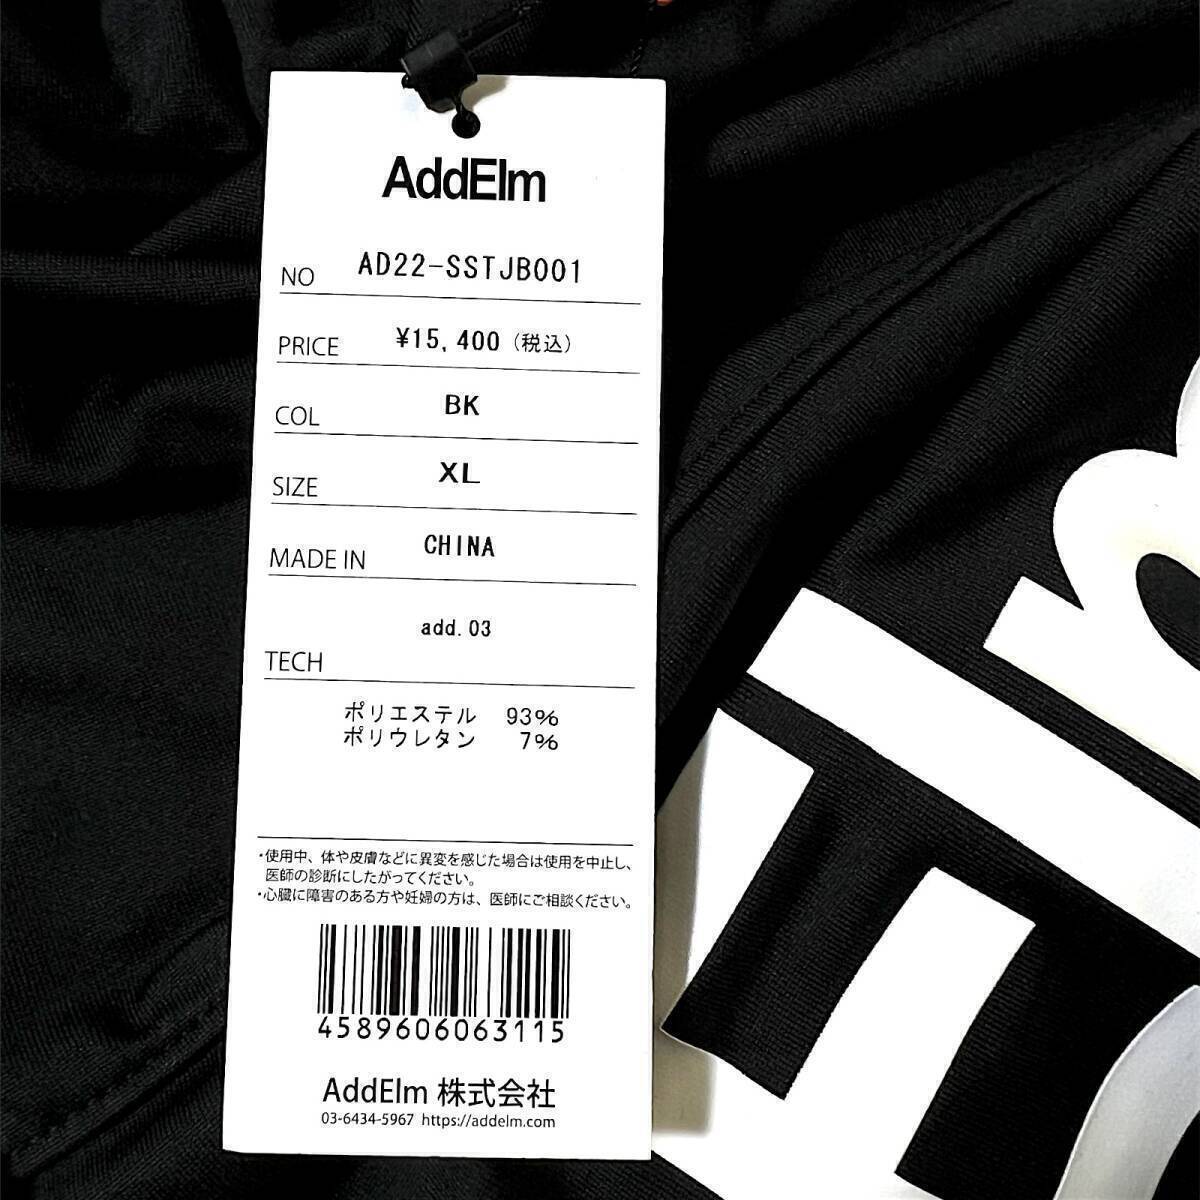 AddElm
NO AD22-SSTJB001
PRICE ¥15,400（税込）
COL BK
SIZE XL
MADE IN CHINA
add.03
TECH
ポリエステル 93%
ポリウレタン 7%
・使用中、体や皮膚などに異変を感じた場合は使用を中止し、
医師の診断にしたがってください。
・心臓に障害のある方や妊婦の方は、医師にご相談ください。
4589606063115
AddElm 株式会社
03-6434-5967 https://addelm.com